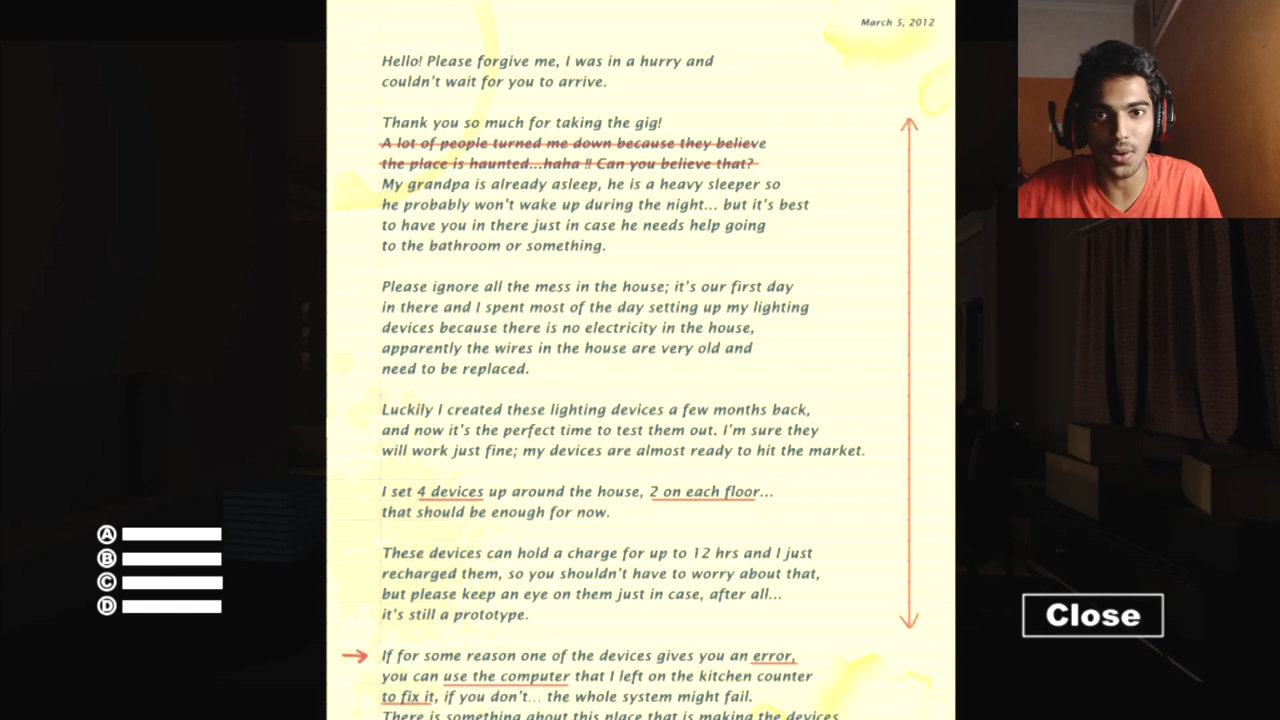 March 5, 2012
Hello! Please forgive me, I was in a hurry and
couldn't wait for you to arrive.
Thank you so much for taking the gig!
A lot of people turned me down because they believe
the place is haunted...haha !! Can you believe that?
My grandpa is already asleep, he is a heavy sleeper so
he probably won't wake up during the night... but it's best
to have you in there just in case he needs help going
to the bathroom or something.
Please ignore all the mess in the house; it's our first day
in there and I spent most of the day setting up my lighting
devices because there is no electricity in the house,
apparently the wires in the house are very old and
need to be replaced.
Luckily I created these lighting devices a few months back,
and now it's the perfect time to test them out. I'm sure they
will work just fine; my devices are almost ready to hit the market.
I set 4 devices up around the house, 2 on each floor...
that should be enough for now.
These devices can hold a charge for up to 12 hrs and I just
recharged them, so you shouldn't have to worry about that,
but please keep an eye on them just in case, after all...
it's still a prototype.
If for some reason one of the devices gives you an error,
you can use the computer that I left on the kitchen counter
to fix it, if you don't... the whole system might fail.
There is something about this place that is making the devices
A
B
C
D
Close